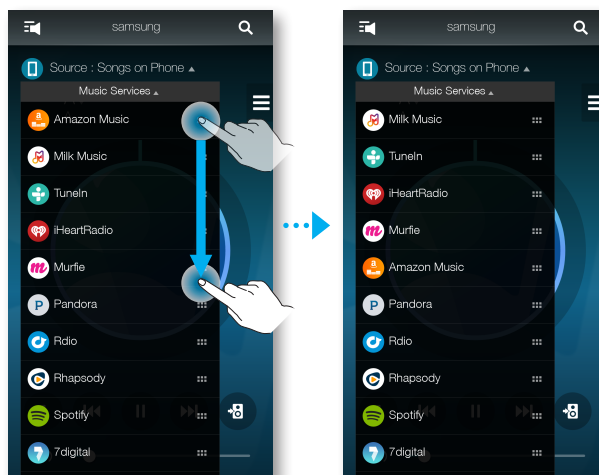 samsung
Source : Songs on Phone
Music Services
Amazon Music
Milk Music
TuneIn
iHeartRadio
Murfie
Pandora
Rdio
Rhapsody
Spotify
7digital
samsung
Source : Songs on Phone
Music Services
Milk Music
TuneIn
iHeartRadio
Murfie
Amazon Music
Pandora
Rdio
Rhapsody
Spotify
7digital